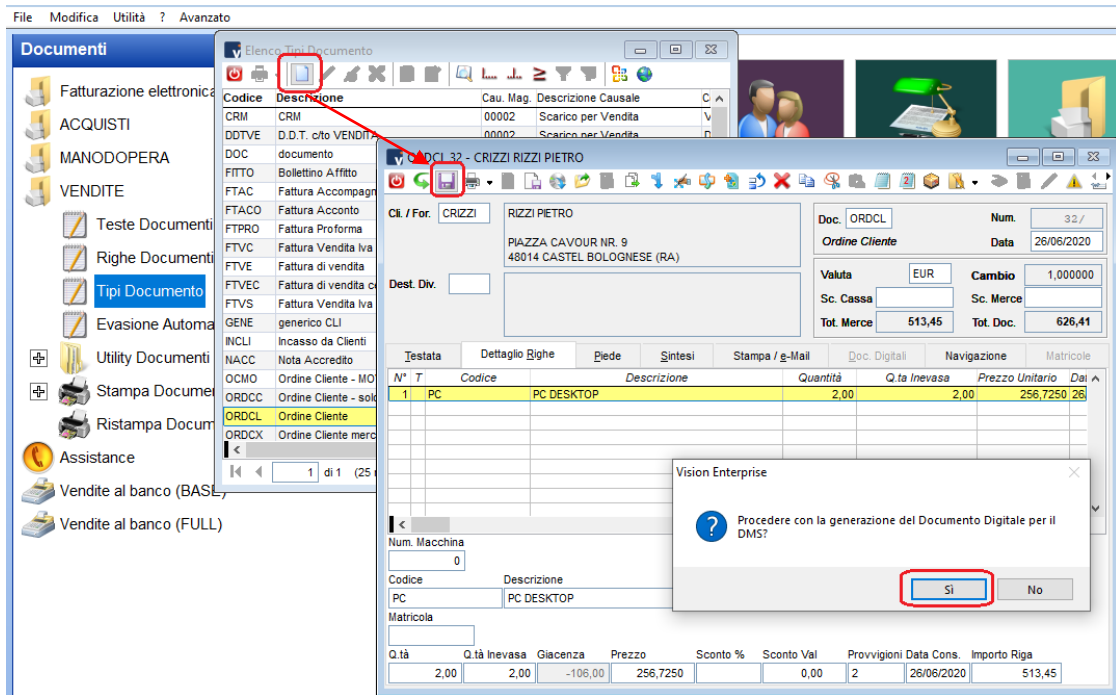 File Modifica Utilità ? Avanzato
Documenti
Fatturazione elettronica
ACQUISTI
MANODOPERA
VENDITE
Teste Documenti
Righe Documenti
Tipi Documento
Evasione Automa
Utility Documenti
Stampa Documen
Ristampa Docum
Assistance
Vendite al banco (BASE)
Vendite al banco (FULL)
Elenco Tipi Documento
Codice Descrizione Cau. Mag. Descrizione Causale
CRM CRM 00002 Scarico per Vendita
DDTVE D.D.T. c/to VENDITA 00002 Scarico per Vendita
DOC documento
FITTO Bollettino Affitto
FTAC Fattura Accompagn
FTACO Fattura Acconto
FTPRO Fattura Proforma
FTVC Fattura Vendita Iva
FTVE Fattura di vendita
FTVEC Fattura di vendita ce
FTVS Fattura Vendita Iva
GENE generico CLI
INCLI Incasso da Clienti
NACC Nota Accredito
OCMO Ordine Cliente - MO
ORDCC Ordine Cliente - solo
ORDCL Ordine Cliente
ORDCX Ordine Cliente merc
1 di 1 (25
ORDCL 32 - CRIZZI RIZZI PIETRO
Cli. / For. CRIZZI RIZZI PIETRO
PIAZZA CAVOUR NR. 9
48014 CASTEL BOLOGNESE (RA)
Dest. Div.
Doc. ORDCL Num. 32/
Ordine Cliente Data 26/06/2020
Valuta EUR Cambio 1,000000
Sc. Cassa Sc. Merce
Tot. Merce 513,45 Tot. Doc. 626,41
Testata Dettaglio Righe Piede Sintesi Stampa / e-Mail Doc. Digitali Navigazione Matricole
N° T Codice Descrizione Quantità Q.ta Inevasa Prezzo Unitario Dat
1 PC PC DESKTOP 2,00 2,00 256,7250 26
Vision Enterprise
Procedere con la generazione del Documento Digitale per il
DMS?
Sì No
Num. Macchina
0
Codice Descrizione
PC PC DESKTOP
Matricola
Q.tà Q.tà Inevasa Giacenza Prezzo Sconto % Sconto Val Provvigioni Data Cons. Importo Riga
2,00 2,00 -106,00 256,7250 0,00 2 26/06/2020 513,45